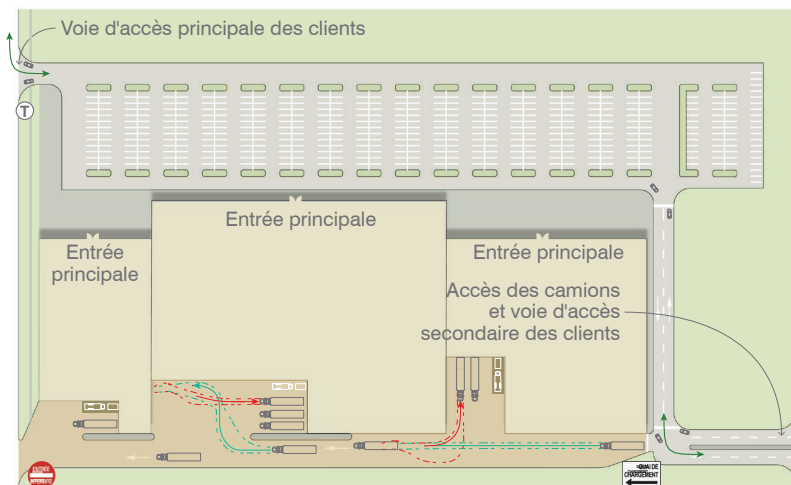 Voie d'accès principale des clients
T
Entrée principale
Entrée
principale
Entrée principale
Accès des camions
et voie d'accès
secondaire des clients
ENTRÉE
INTERDITE
QUAI DE
CHARGEMENT